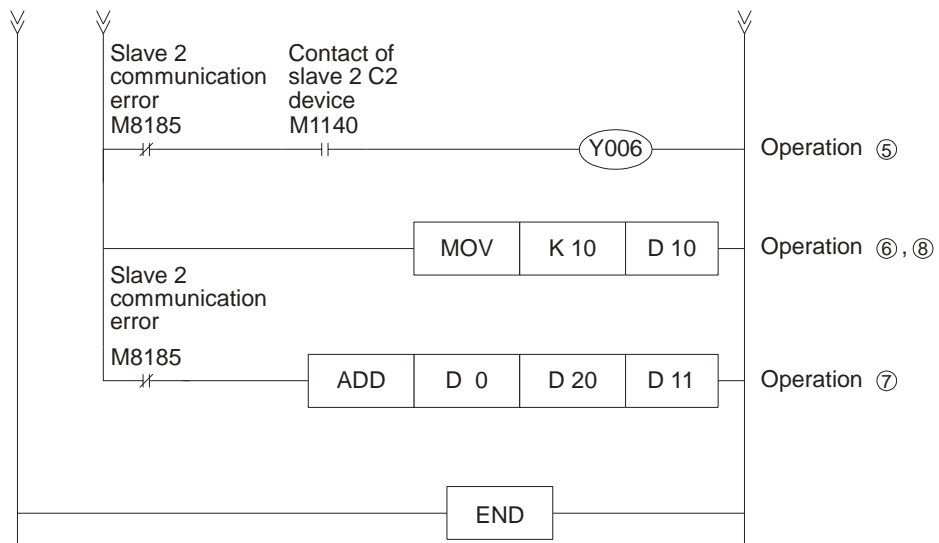 Slave 2
communication
error
M8185
Contact of
slave 2 C2
device
M1140
Y006
Operation ⑤
MOV K 10 D 10
Operation ⑥ , ⑧
Slave 2
communication
error
M8185
ADD D 0 D 20 D 11
Operation ⑦
END